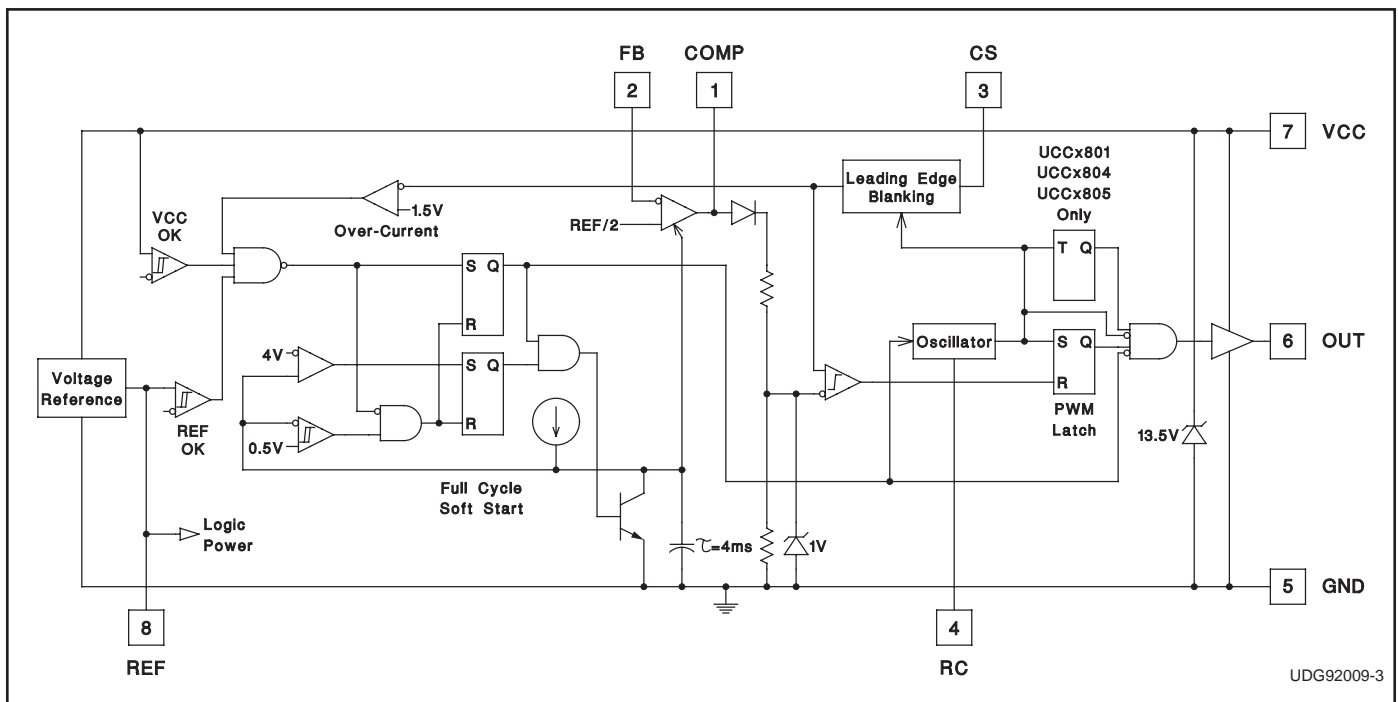 FB
COMP
CS
2
1
3
7
VCC
UCCx801
UCCx804
UCCx805
Only
Leading Edge
Blanking
1.5V
Over-Current
VCC
OK
REF/2
T Q
S Q
R
Oscillator
S Q
R
PWM
Latch
6
OUT
4V
S Q
R
Voltage
Reference
REF
OK
0.5V
13.5V
Full Cycle
Soft Start
Logic
Power
τ=4ms
1V
5
GND
8
REF
4
RC
UDG92009-3